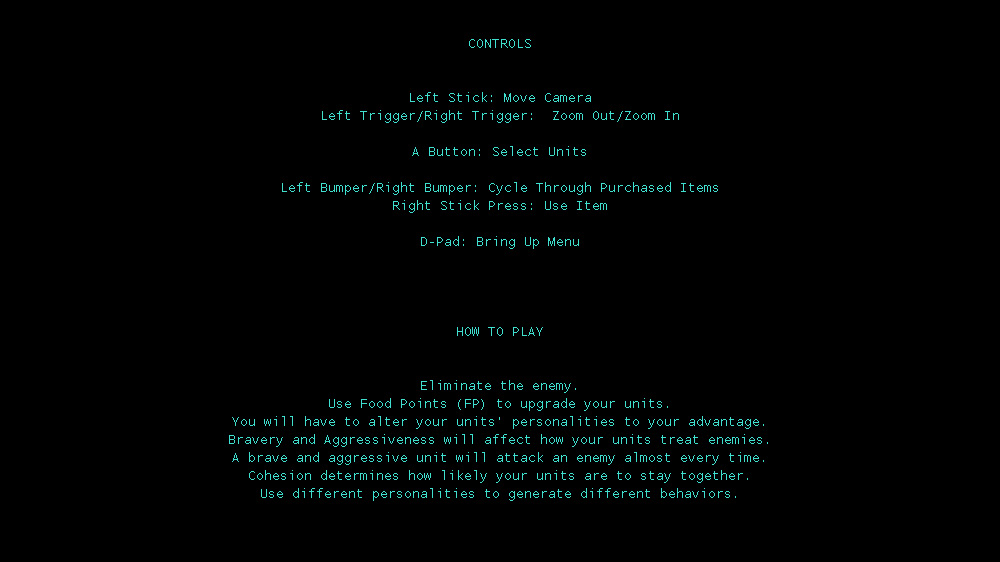 CONTROLS
Left Stick: Move Camera
Left Trigger/Right Trigger:  Zoom Out/Zoom In
A Button: Select Units
Left Bumper/Right Bumper: Cycle Through Purchased Items
Right Stick Press: Use Item
D-Pad: Bring Up Menu
HOW TO PLAY
Eliminate the enemy.
Use Food Points (FP) to upgrade your units.
You will have to alter your units' personalities to your advantage.
Bravery and Aggressiveness will affect how your units treat enemies.
A brave and aggressive unit will attack an enemy almost every time.
Cohesion determines how likely your units are to stay together.
Use different personalities to generate different behaviors.